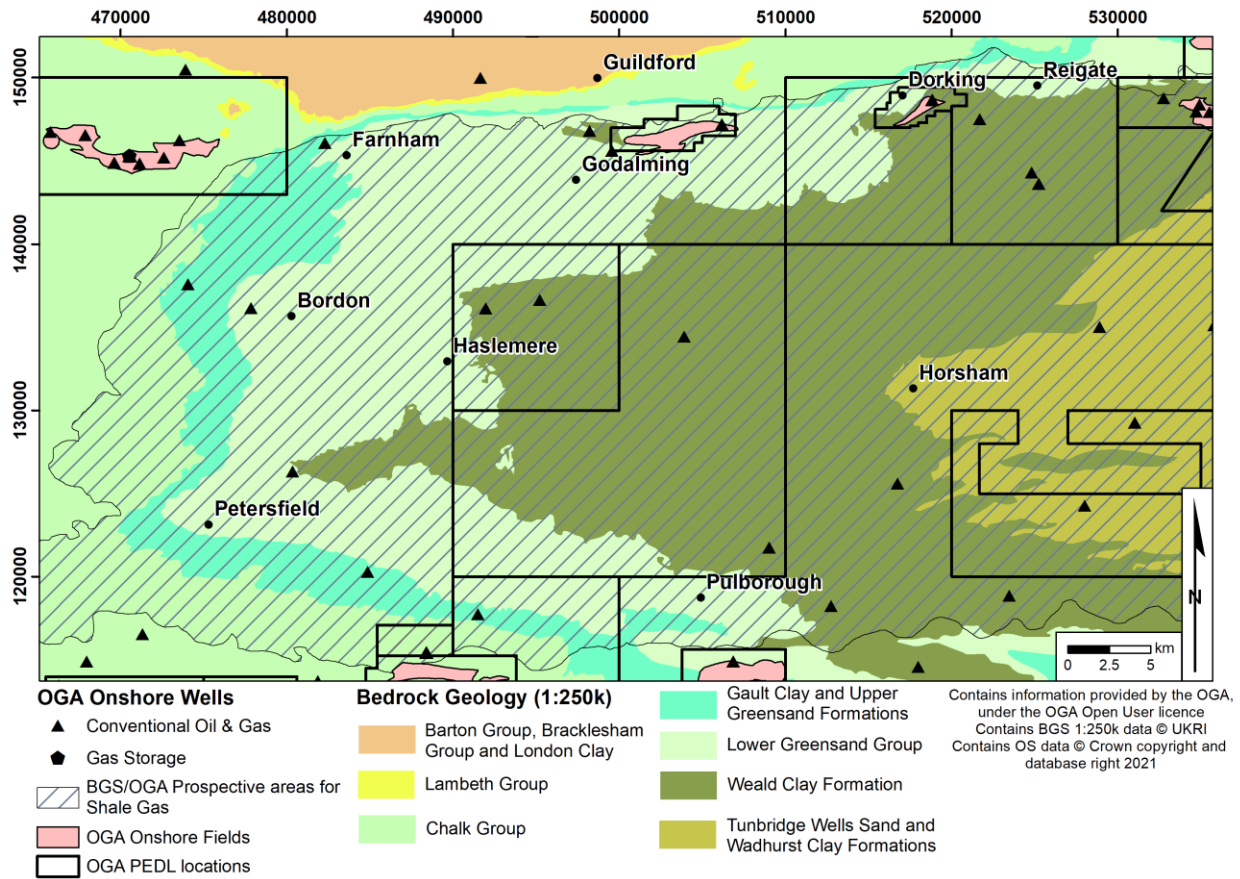 470000 480000 490000 500000 510000 520000 530000
150000
140000
130000
120000
Guildford
Dorking
Reigate
Farnham
Godalming
Bordon
Haslemere
Horsham
Petersfield
Pulborough
N
km
0 2.5 5
OGA Onshore Wells
Conventional Oil & Gas
Gas Storage
BGS/OGA Prospective areas for
Shale Gas
OGA Onshore Fields
OGA PEDL locations
Bedrock Geology (1:250k)
Barton Group, Bracklesham
Group and London Clay
Lambeth Group
Chalk Group
Gault Clay and Upper
Greensand Formations
Lower Greensand Group
Weald Clay Formation
Tunbridge Wells Sand and
Wadhurst Clay Formations
Contains information provided by the OGA,
under the OGA Open User licence
Contains BGS 1:250k data © UKRI
Contains OS data © Crown copyright and
database right 2021